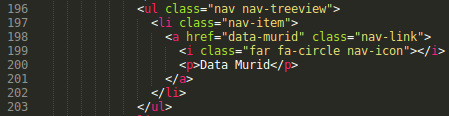 196 <ul class="nav nav-treeview">
197 <li class="nav-item">
198 <a href="data-murid" class="nav-link">
199 <i class="far fa-circle nav-icon"></i>
200 <p>Data Murid</p>
201 </a>
202 </li>
203 </ul>